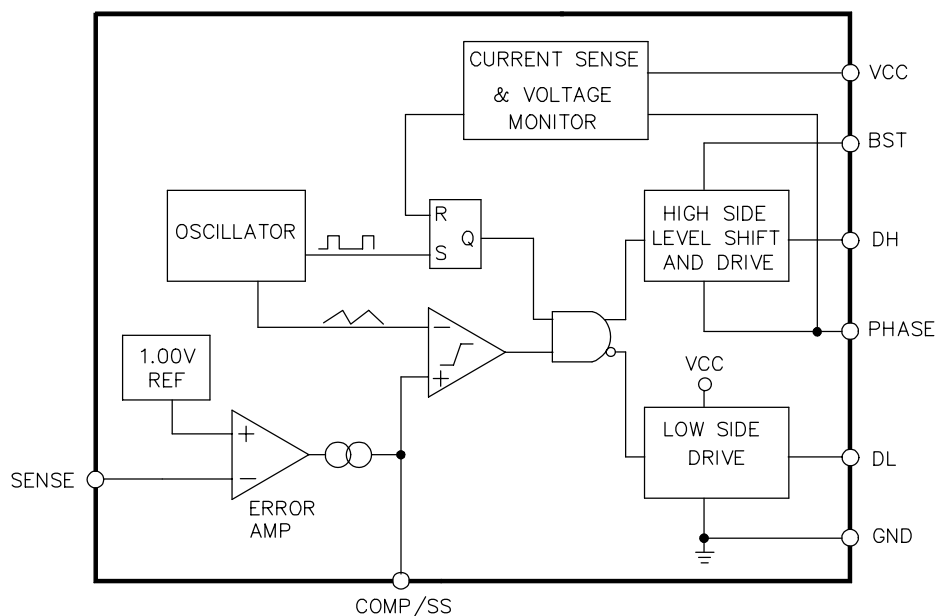 CURRENT SENSE
& VOLTAGE
MONITOR
VCC
BST
OSCILLATOR
R
S
Q
HIGH SIDE
LEVEL SHIFT
AND DRIVE
DH
PHASE
1.00V
REF
−
+
VCC
LOW SIDE
DRIVE
DL
+
−
SENSE
ERROR
AMP
GND
COMP/SS